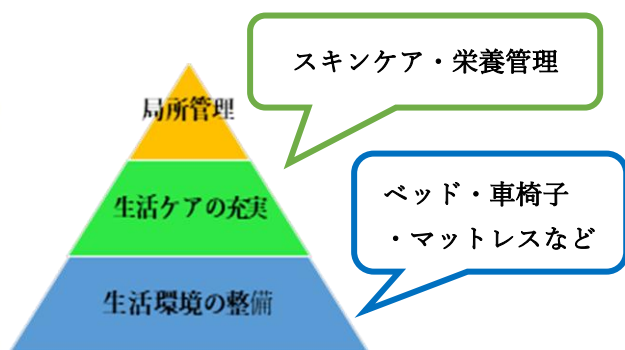 スキンケア・栄養管理
局所管理
ベッド・車椅子
・マットレスなど
生活ケアの充実
生活環境の整備